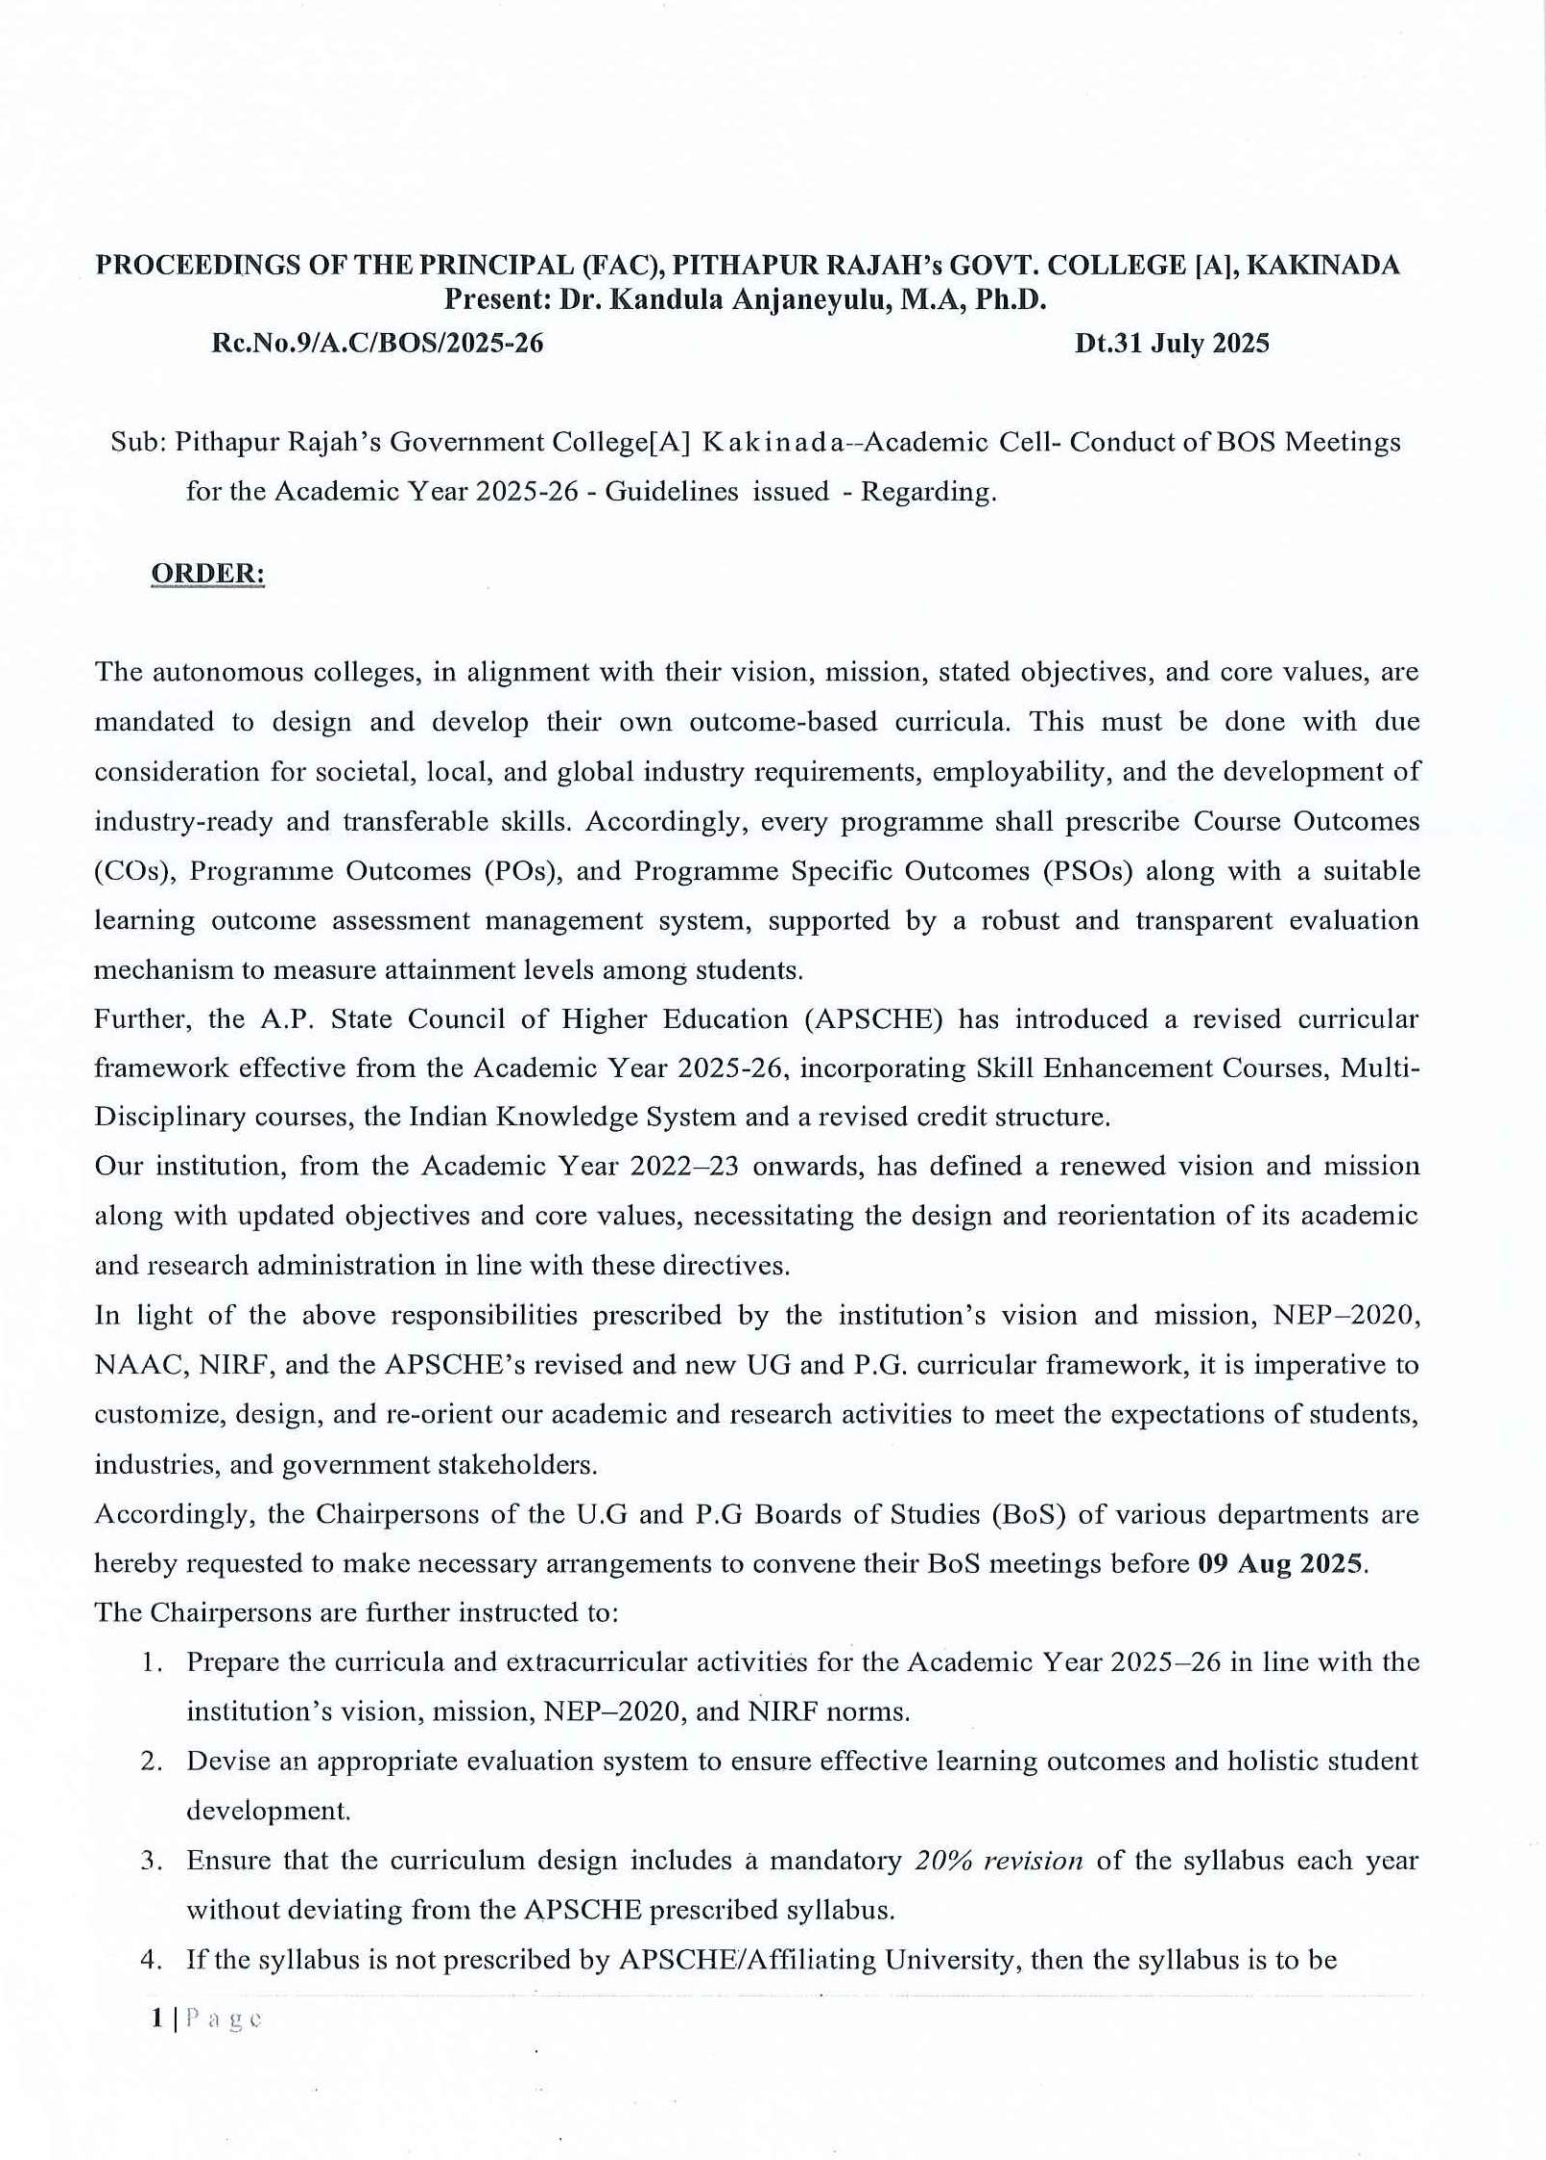 PROCEEDINGS OF THE PRINCIPAL (FAC), PITHAPUR RAJAH's GOVT. COLLEGE [A], KAKINADA
Present: Dr. Kandula Anjaneyulu, M.A, Ph.D.
Rc.No.9/A.C/BOS/2025-26 Dt.31 July 2025
Sub: Pithapur Rajah's Government College[A] Kakinada--Academic Cell- Conduct of BOS Meetings
for the Academic Year 2025-26 - Guidelines issued - Regarding.
ORDER:
The autonomous colleges, in alignment with their vision, mission, stated objectives, and core values, are
mandated to design and develop their own outcome-based curricula. This must be done with due
consideration for societal, local, and global industry requirements, employability, and the development of
industry-ready and transferable skills. Accordingly, every programme shall prescribe Course Outcomes
(COs), Programme Outcomes (POs), and Programme Specific Outcomes (PSOs) along with a suitable
learning outcome assessment management system, supported by a robust and transparent evaluation
mechanism to measure attainment levels among students.
Further, the A.P. State Council of Higher Education (APSCHE) has introduced a revised curricular
framework effective from the Academic Year 2025-26, incorporating Skill Enhancement Courses, Multi-
Disciplinary courses, the Indian Knowledge System and a revised credit structure.
Our institution, from the Academic Year 2022–23 onwards, has defined a renewed vision and mission
along with updated objectives and core values, necessitating the design and reorientation of its academic
and research administration in line with these directives.
In light of the above responsibilities prescribed by the institution's vision and mission, NEP–2020,
NAAC, NIRF, and the APSCHE's revised and new UG and P.G. curricular framework, it is imperative to
customize, design, and re-orient our academic and research activities to meet the expectations of students,
industries, and government stakeholders.
Accordingly, the Chairpersons of the U.G and P.G Boards of Studies (BoS) of various departments are
hereby requested to make necessary arrangements to convene their BoS meetings before 09 Aug 2025.
The Chairpersons are further instructed to:
1. Prepare the curricula and extracurricular activities for the Academic Year 2025–26 in line with the
institution's vision, mission, NEP–2020, and NIRF norms.
2. Devise an appropriate evaluation system to ensure effective learning outcomes and holistic student
development.
3. Ensure that the curriculum design includes a mandatory 20% revision of the syllabus each year
without deviating from the APSCHE prescribed syllabus.
4. If the syllabus is not prescribed by APSCHE/Affiliating University, then the syllabus is to be
1 | Page